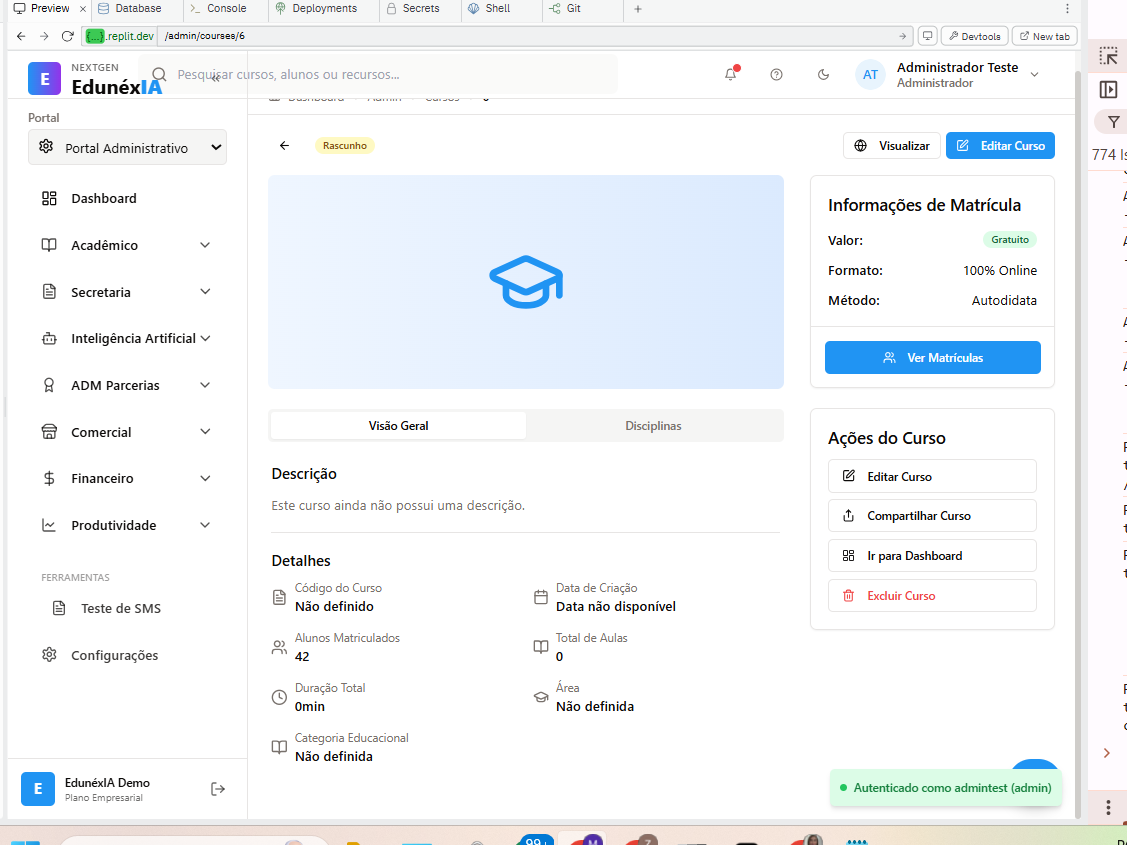 Preview × Database Console Deployments Secrets Shell Git +
{...}.replit.dev /admin/courses/6 Devtools New tab
NEXTGEN
E EdunéxIA
Pesquisar cursos, alunos ou recursos...
AT Administrador Teste
Administrador
Portal
Portal Administrativo
Dashboard
Acadêmico
Secretaria
Inteligência Artificial
ADM Parcerias
Comercial
Financeiro
Produtividade
FERRAMENTAS
Teste de SMS
Configurações
E EdunéxIA Demo
Plano Empresarial
Dashboard Admin Cursos 6
Rascunho
Visualizar Editar Curso
Visão Geral Disciplinas
Descrição
Este curso ainda não possui uma descrição.
Detalhes
Código do Curso
Não definido
Data de Criação
Data não disponível
Alunos Matriculados
42
Total de Aulas
0
Duração Total
0min
Área
Não definida
Categoria Educacional
Não definida
Informações de Matrícula
Valor: Gratuito
Formato: 100% Online
Método: Autodidata
Ver Matrículas
Ações do Curso
Editar Curso
Compartilhar Curso
Ir para Dashboard
Excluir Curso
Autenticado como admintest (admin)
774
99+